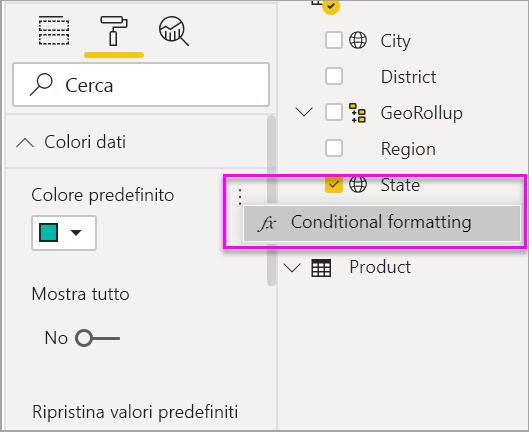 Cerca
Colori dati
Colore predefinito
Mostra tutto
No
Ripristina valori predefiniti
City
District
GeoRollup
Region
State
fx Conditional formatting
Product